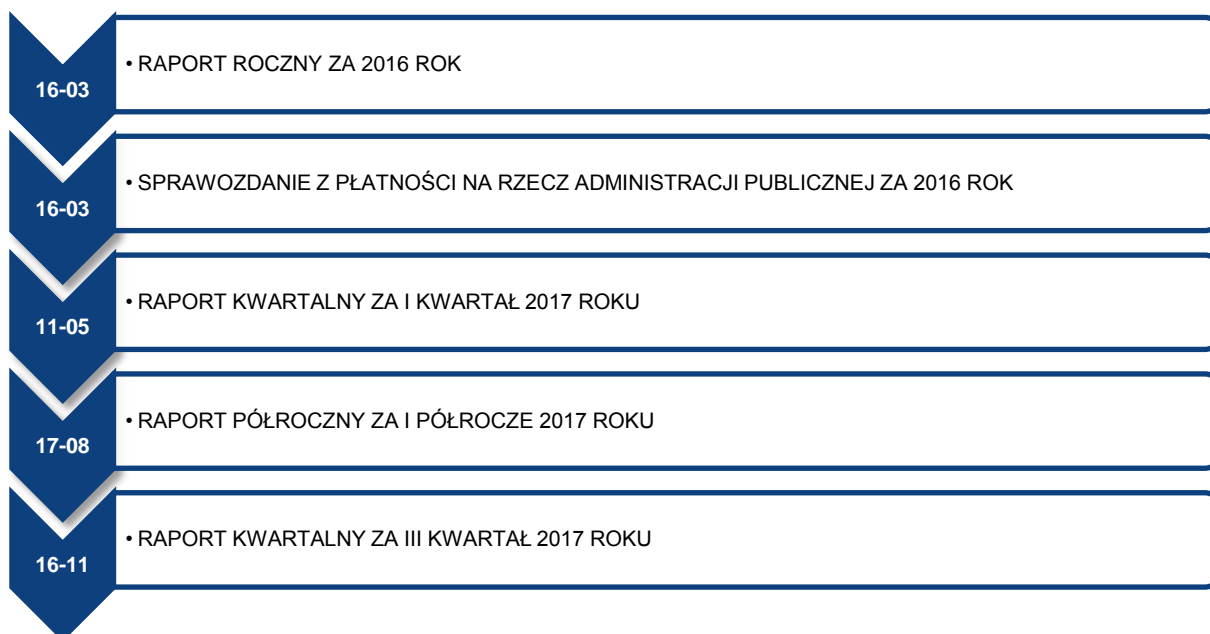 16-03
• RAPORT ROCZNY ZA 2016 ROK
16-03
• SPRAWOZDANIE Z PŁATNOŚCI NA RZECZ ADMINISTRACJI PUBLICZNEJ ZA 2016 ROK
11-05
• RAPORT KWARTALNY ZA I KWARTAŁ 2017 ROKU
17-08
• RAPORT PÓŁROCZNY ZA I PÓŁROCZE 2017 ROKU
16-11
• RAPORT KWARTALNY ZA III KWARTAŁ 2017 ROKU